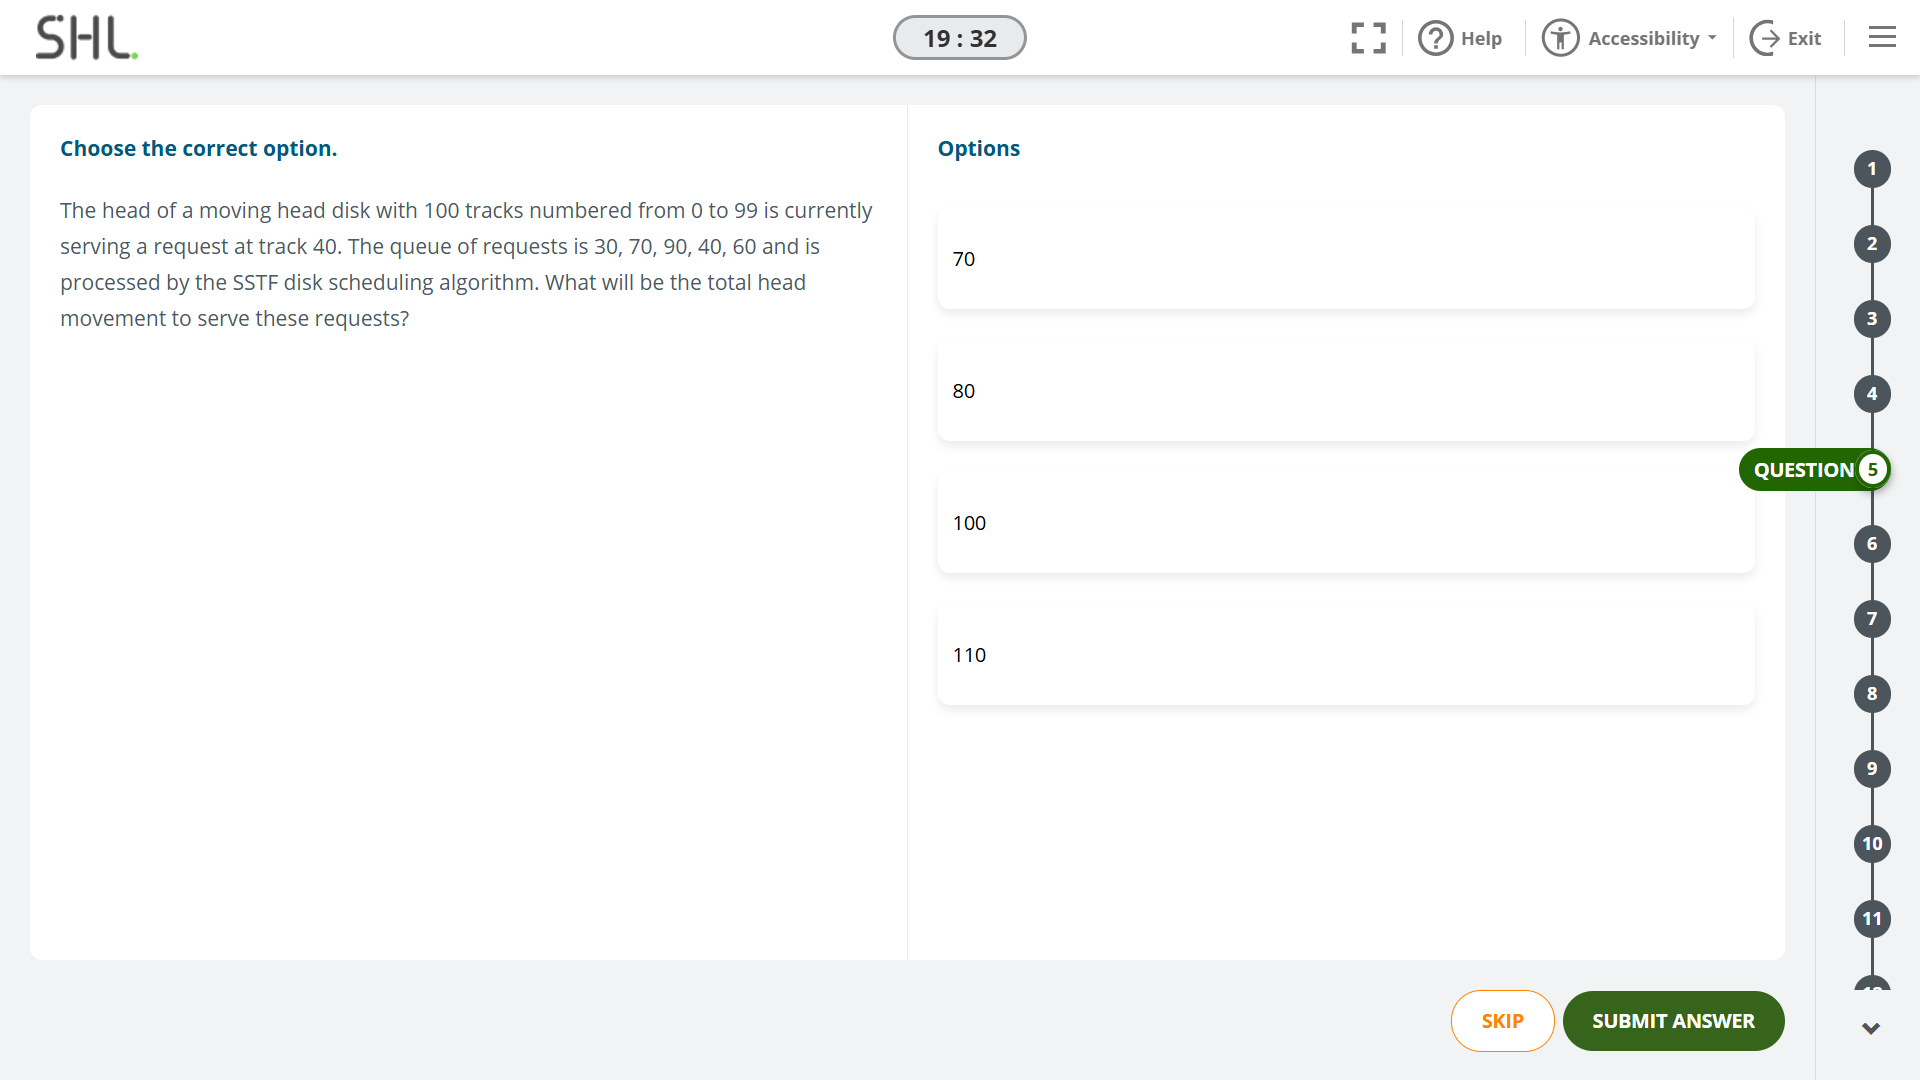 SHL.
19 : 32
Help
Accessibility
Exit
Choose the correct option.
The head of a moving head disk with 100 tracks numbered from 0 to 99 is currently
serving a request at track 40. The queue of requests is 30, 70, 90, 40, 60 and is
processed by the SSTF disk scheduling algorithm. What will be the total head
movement to serve these requests?
Options
70
80
100
110
1
2
3
4
QUESTION 5
6
7
8
9
10
11
SKIP
SUBMIT ANSWER